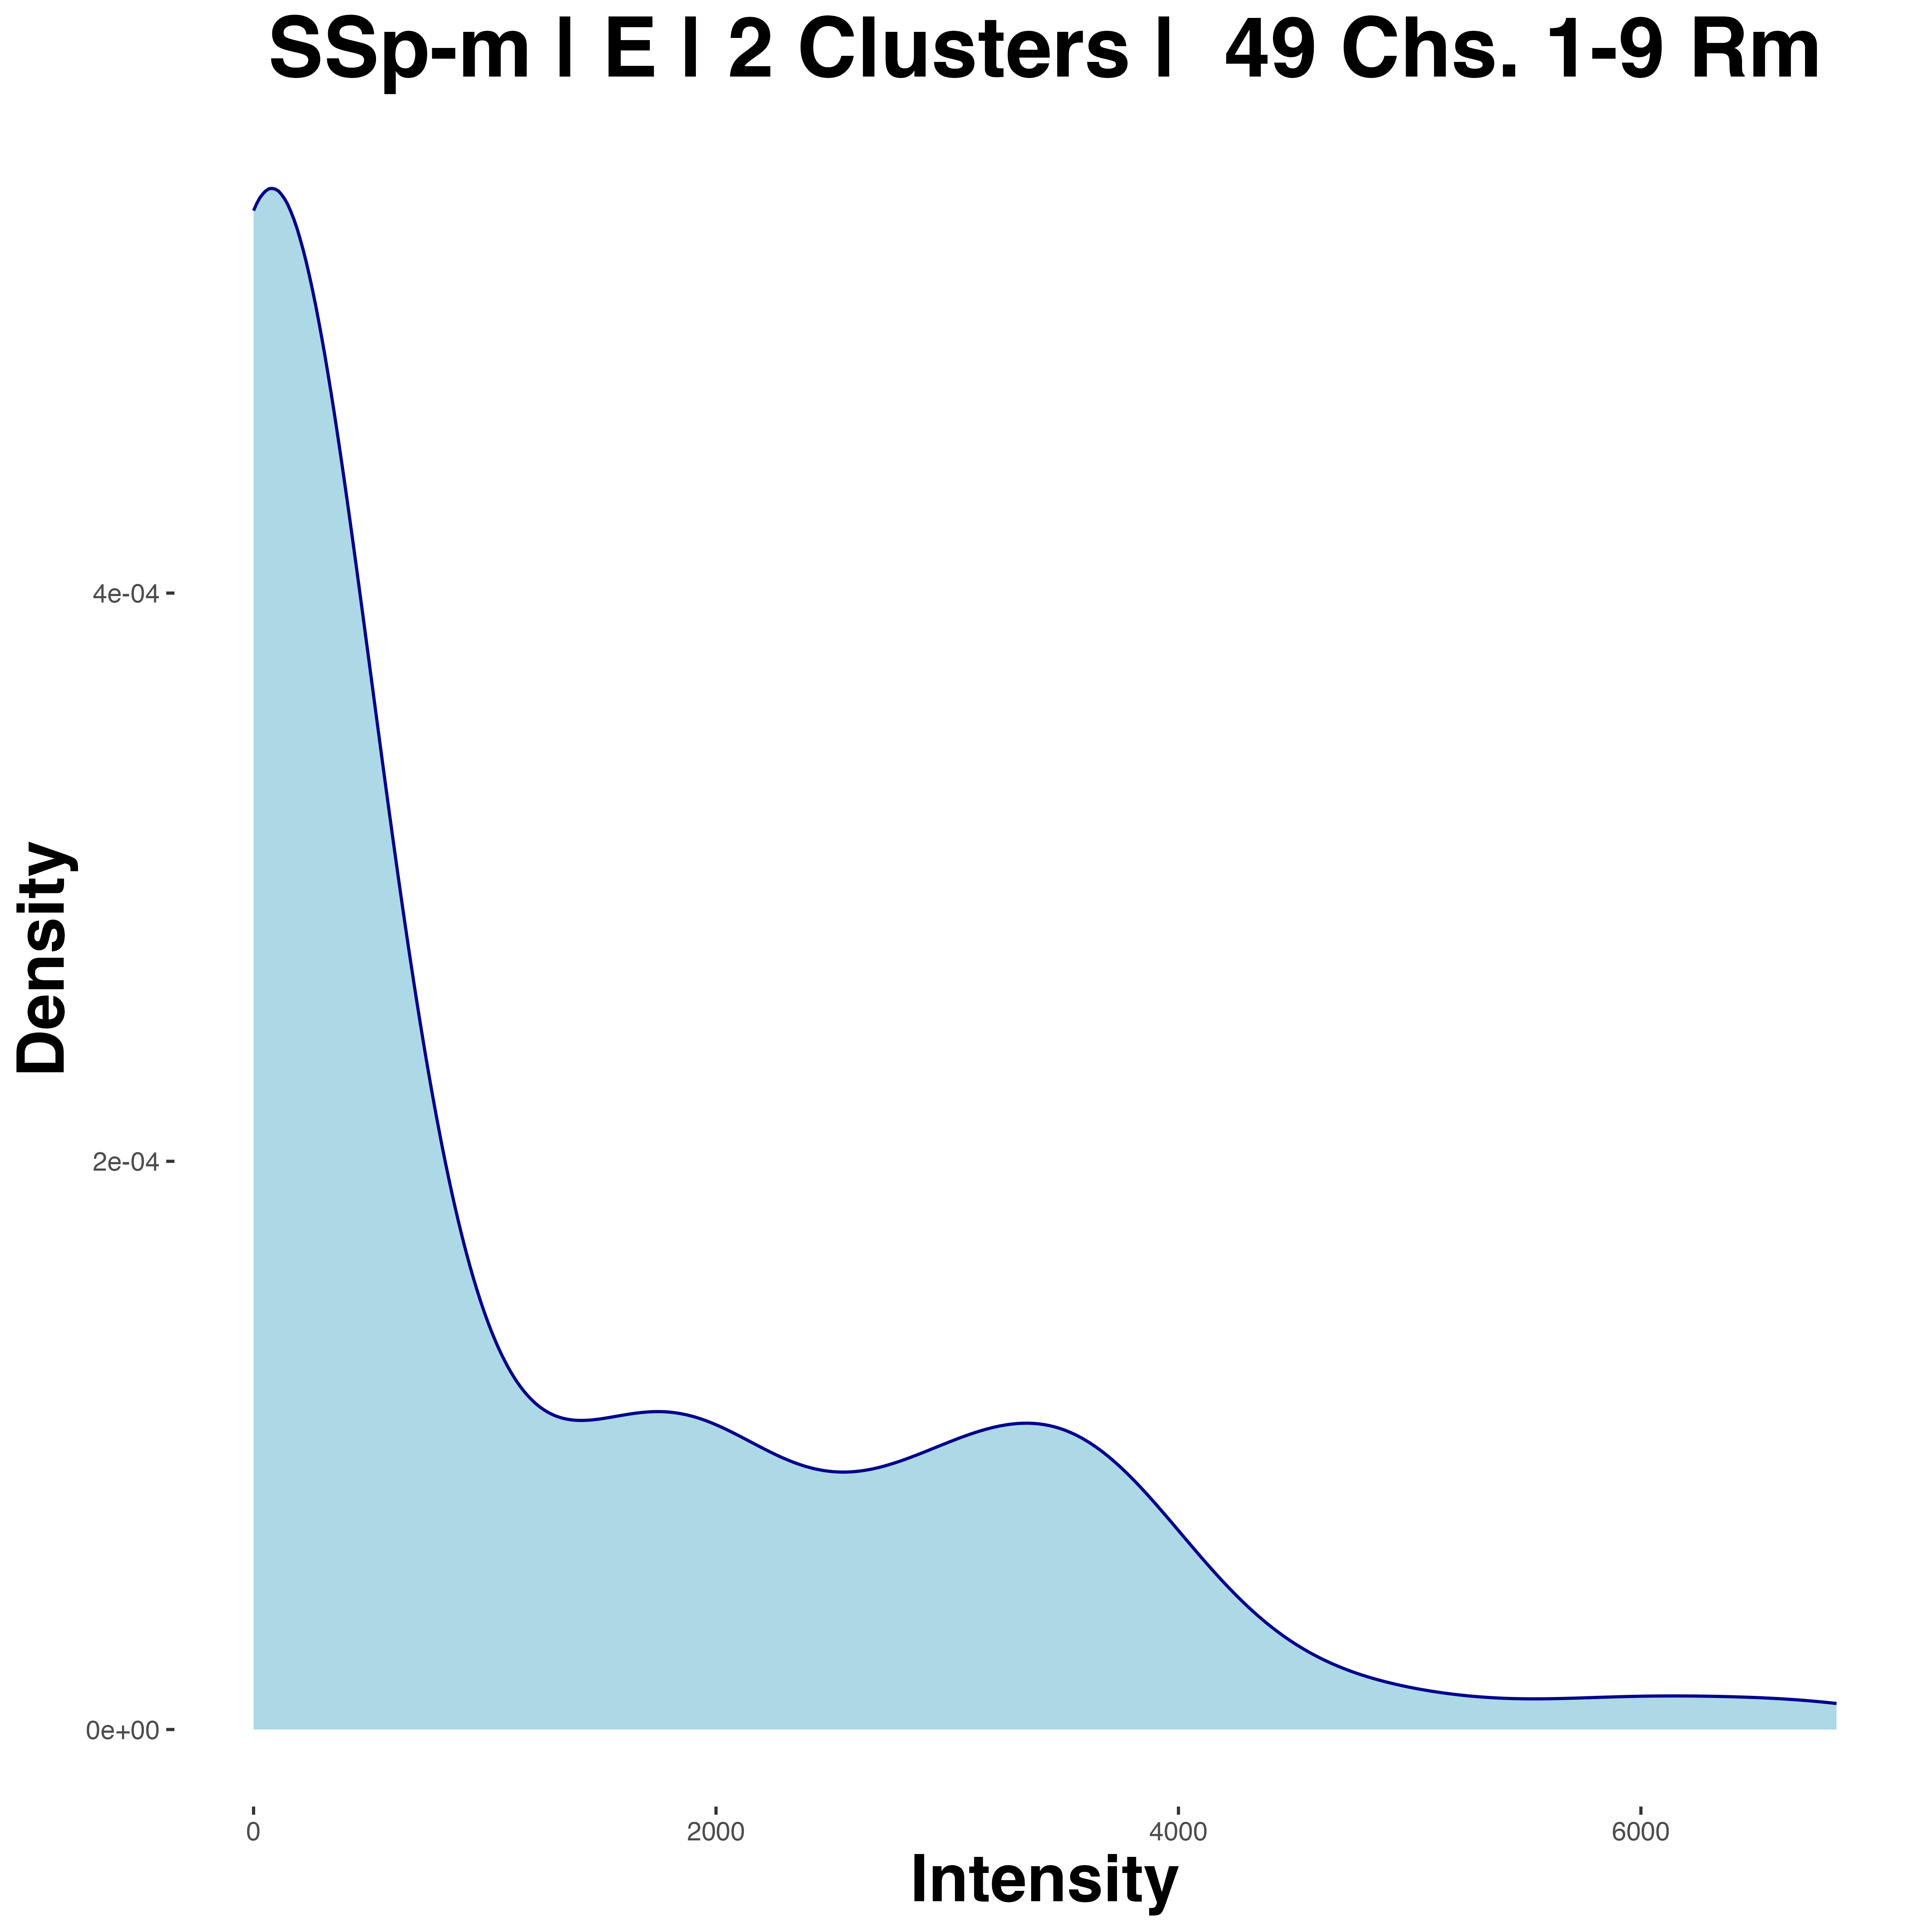 SSp-m | E | 2 Clusters |  49 Chs. 1-9 Rm
Density
4e-04
2e-04
0e+00
0 2000 4000 6000
Intensity